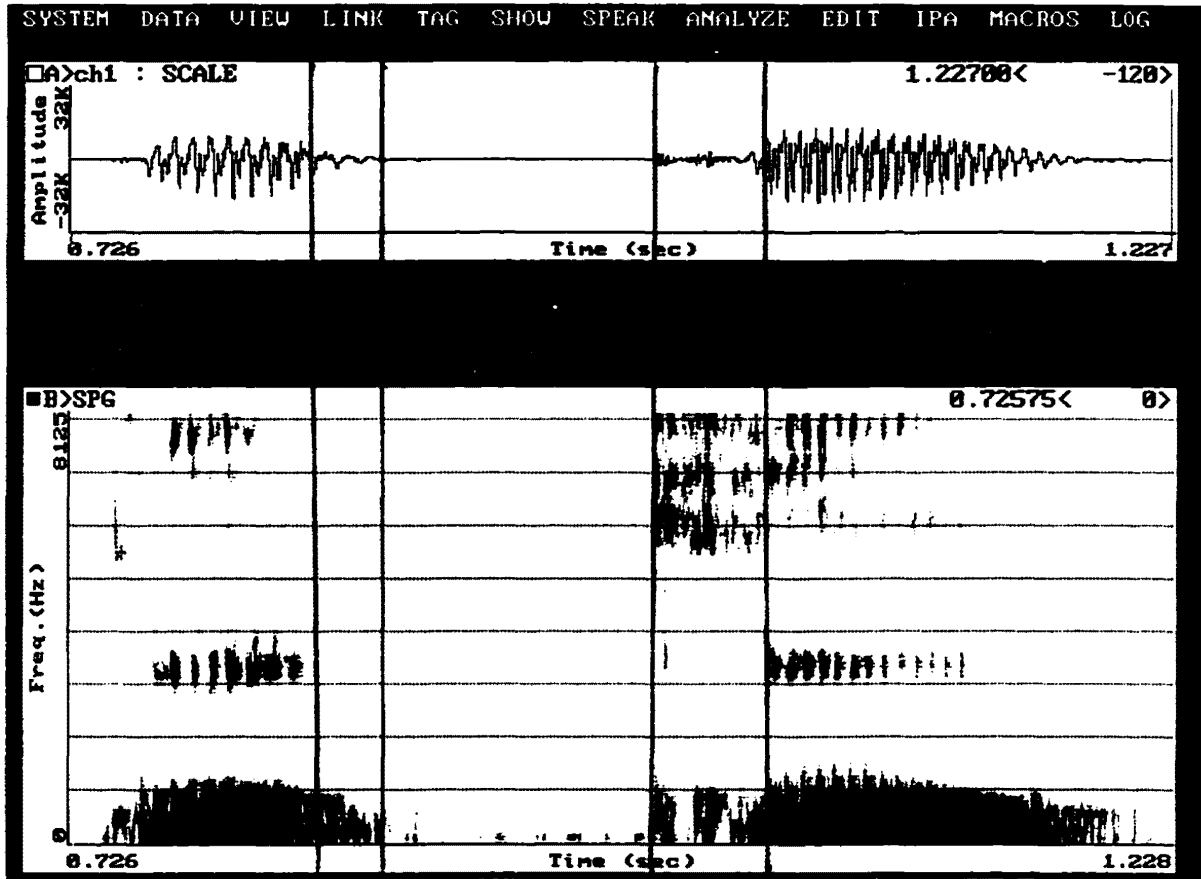 SYSTEM DATA VIEW LINK TAG SHOW SPEAK ANALYZE EDIT IPA MACROS LOG
A>ch1 : SCALE 1.22700< -120>
Amplitude
-32K 32K
0.726 Time (sec) 1.227
B>SPG 0.72575< 0>
8125
Freq.(Hz)
0
0.726 Time (sec) 1.228